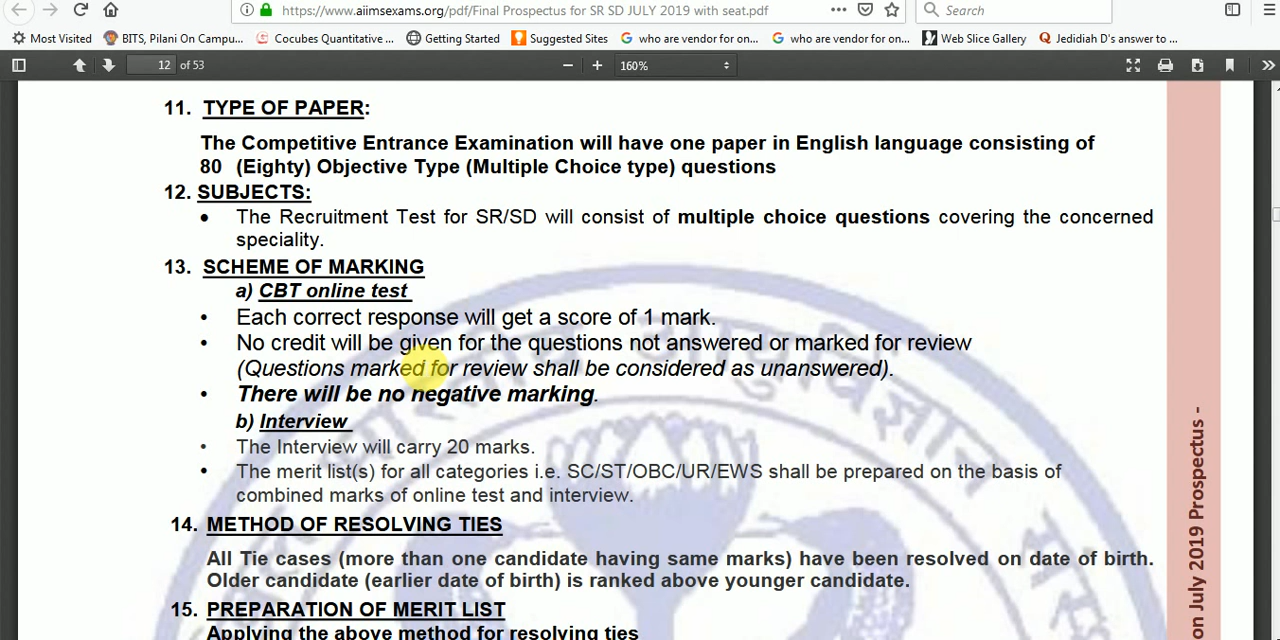 https://www.aiimsexams.org/pdf/Final Prospectus for SR SD JULY 2019 with seat.pdf
Search
Most Visited
BITS, Pilani On Campu...
Cocubes Quantitative ...
Getting Started
Suggested Sites
who are vendor for on...
who are vendor for on...
Web Slice Gallery
Jedidiah D's answer to ...
12 of 53
160%
11. TYPE OF PAPER:
The Competitive Entrance Examination will have one paper in English language consisting of
80 (Eighty) Objective Type (Multiple Choice type) questions
12. SUBJECTS:
• The Recruitment Test for SR/SD will consist of multiple choice questions covering the concerned
speciality.
13. SCHEME OF MARKING
a) CBT online test
• Each correct response will get a score of 1 mark.
• No credit will be given for the questions not answered or marked for review
(Questions marked for review shall be considered as unanswered).
• There will be no negative marking.
b) Interview
• The Interview will carry 20 marks.
• The merit list(s) for all categories i.e. SC/ST/OBC/UR/EWS shall be prepared on the basis of
combined marks of online test and interview.
14. METHOD OF RESOLVING TIES
All Tie cases (more than one candidate having same marks) have been resolved on date of birth.
Older candidate (earlier date of birth) is ranked above younger candidate.
15. PREPARATION OF MERIT LIST
Applying the above method for resolving ties
on July 2019 Prospectus -